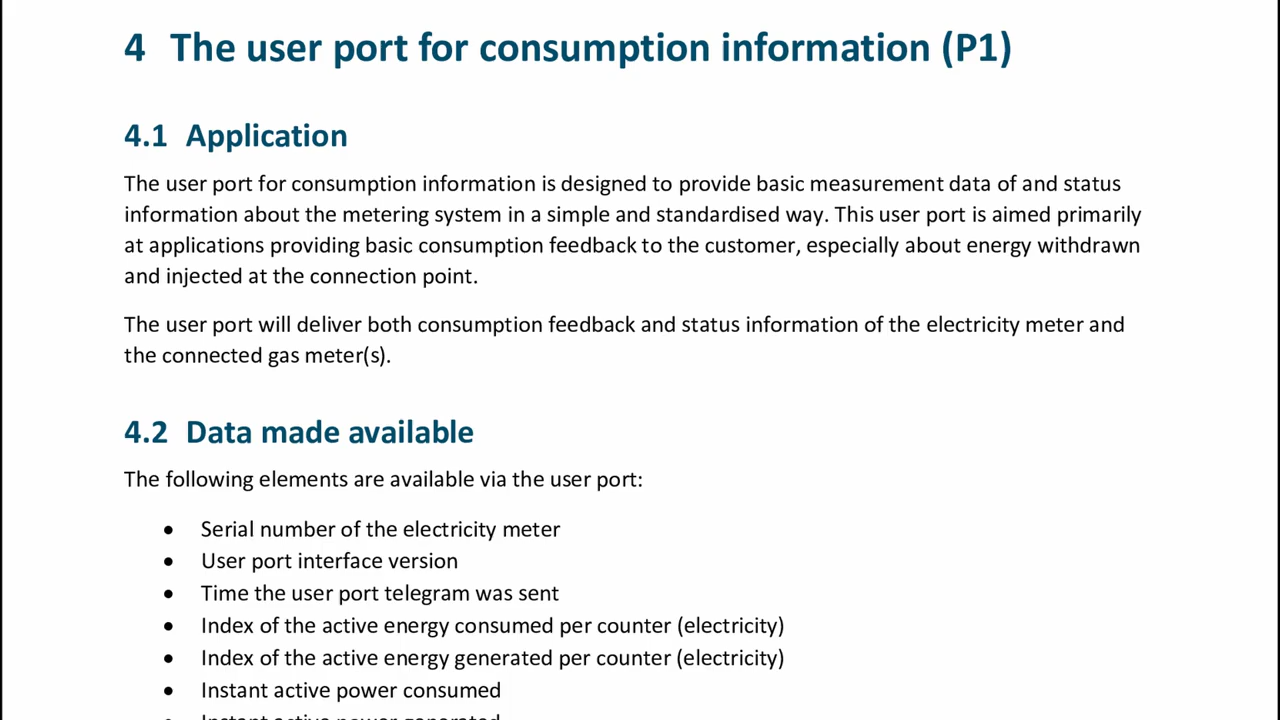 4 The user port for consumption information (P1)
4.1 Application
The user port for consumption information is designed to provide basic measurement data of and status
information about the metering system in a simple and standardised way. This user port is aimed primarily
at applications providing basic consumption feedback to the customer, especially about energy withdrawn
and injected at the connection point.
The user port will deliver both consumption feedback and status information of the electricity meter and
the connected gas meter(s).
4.2 Data made available
The following elements are available via the user port:
• Serial number of the electricity meter
• User port interface version
• Time the user port telegram was sent
• Index of the active energy consumed per counter (electricity)
• Index of the active energy generated per counter (electricity)
• Instant active power consumed
• Instant active power generated